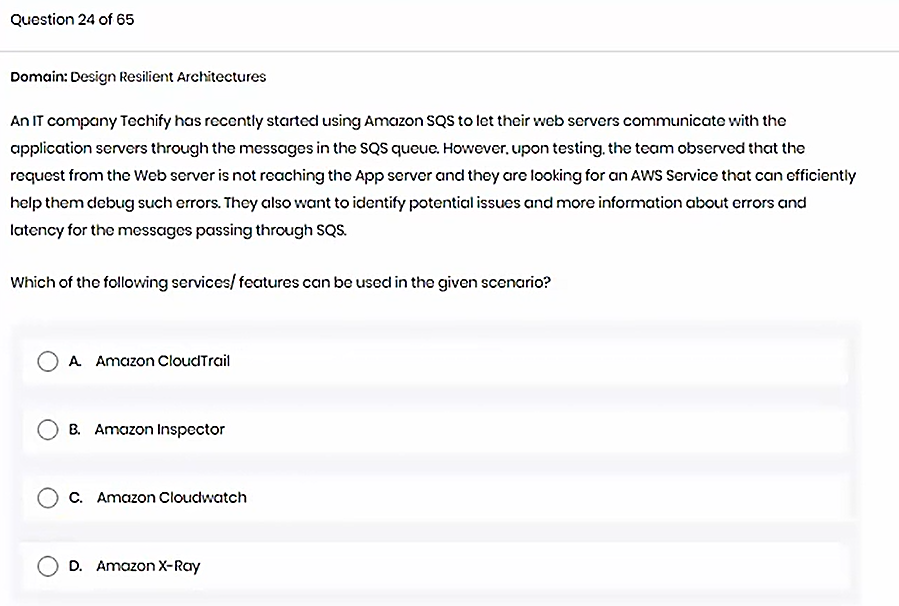 Question 24 of 65
Domain: Design Resilient Architectures
An IT company Techify has recently started using Amazon SQS to let their web servers communicate with the
application servers through the messages in the SQS queue. However, upon testing, the team observed that the
request from the Web server is not reaching the App server and they are looking for an AWS Service that can efficiently
help them debug such errors. They also want to identify potential issues and more information about errors and
latency for the messages passing through SQS.
Which of the following services/ features can be used in the given scenario?
A. Amazon CloudTrail
B. Amazon Inspector
C. Amazon Cloudwatch
D. Amazon X-Ray